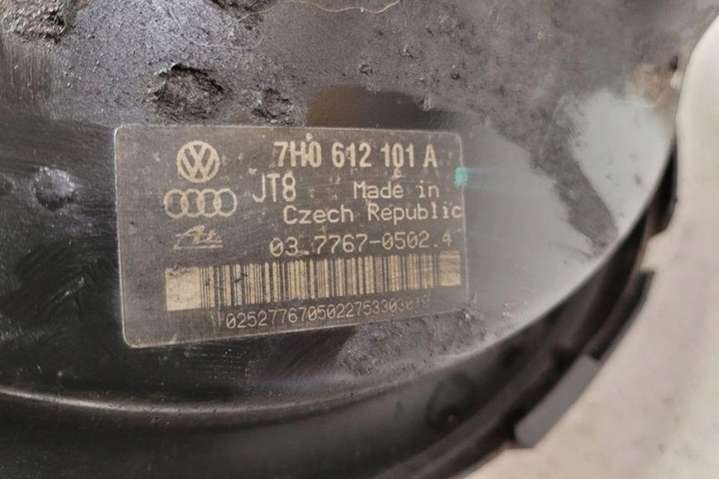 7H0 612 101 A
JT8 Made in
Czech Republic
03.7767-0502.4